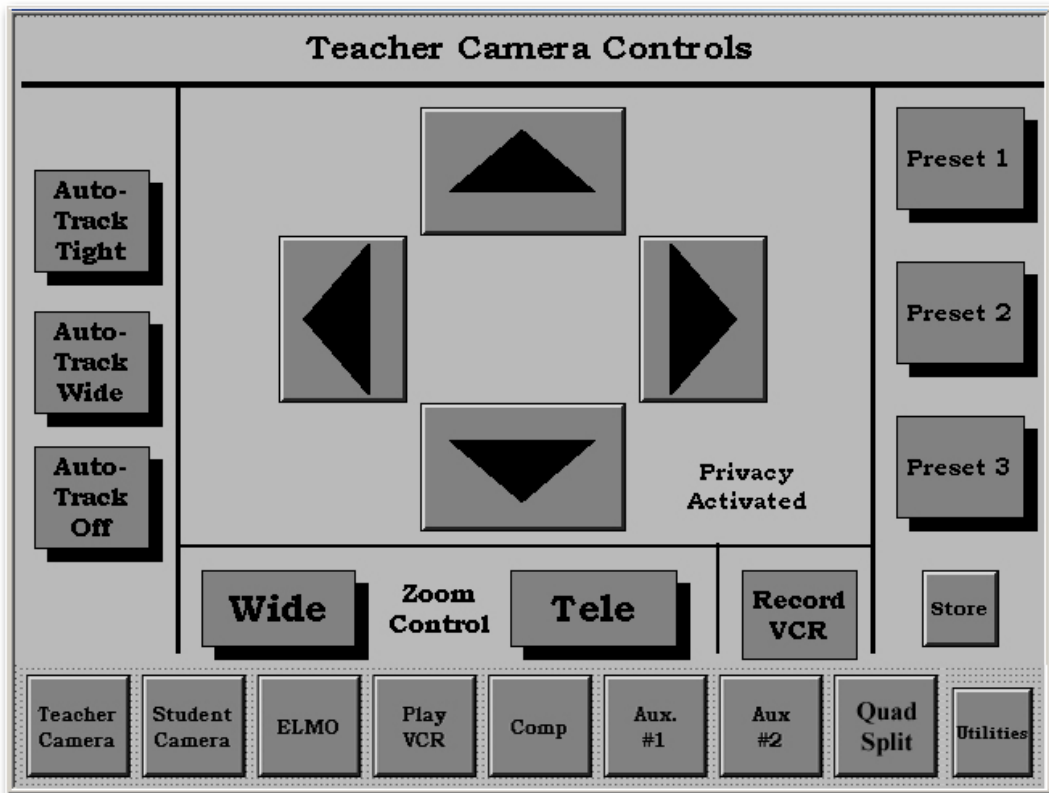 Teacher Camera Controls
Auto-
Track
Tight
Auto-
Track
Wide
Auto-
Track
Off
Preset 1
Preset 2
Preset 3
Privacy
Activated
Wide
Zoom
Control
Tele
Record
VCR
Store
Teacher
Camera
Student
Camera
ELMO
Play
VCR
Comp
Aux.
#1
Aux
#2
Quad
Split
Utilities